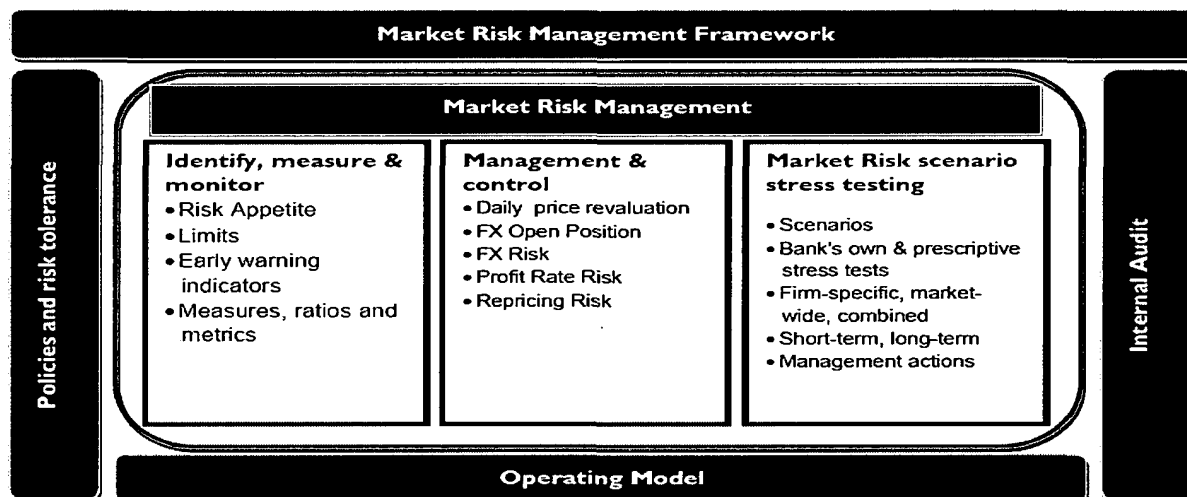 Market Risk Management Framework
Policies and risk tolerance
Market Risk Management
Identify, measure &
monitor
• Risk Appetite
• Limits
• Early warning
indicators
• Measures, ratios and
metrics
Management &
control
• Daily price revaluation
• FX Open Position
• FX Risk
• Profit Rate Risk
• Repricing Risk
Market Risk scenario
stress testing
• Scenarios
• Bank's own & prescriptive
stress tests
• Firm-specific, market-
wide, combined
• Short-term, long-term
• Management actions
Internal Audit
Operating Model